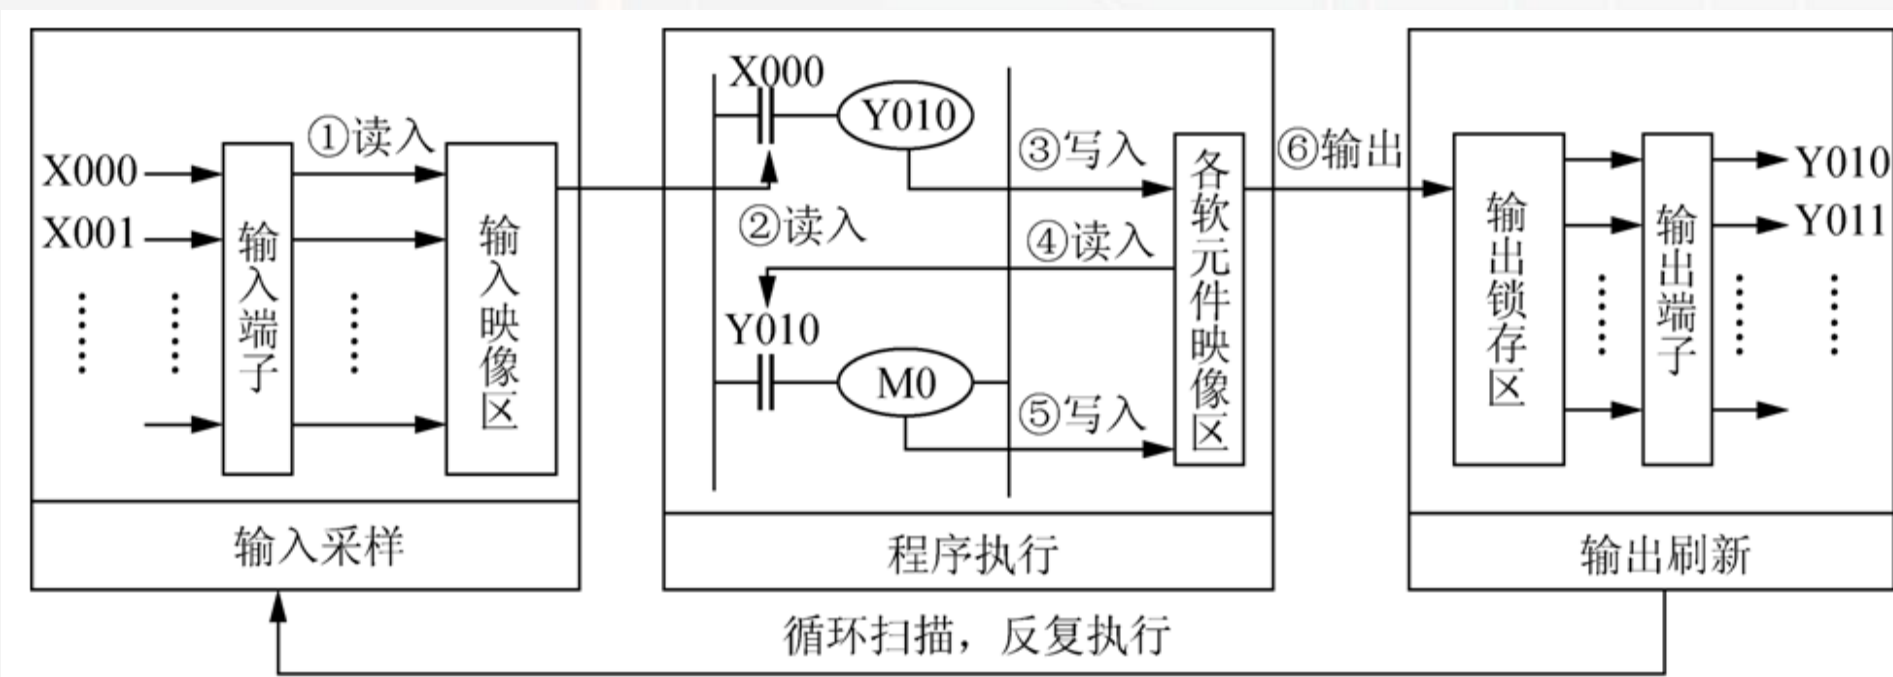 X000
X001
①读入
输入端子
输入映像区
输入采样
X000
Y010
②读入
③写入
④读入
Y010
M0
⑤写入
各软元件映像区
程序执行
⑥输出
输出锁存区
输出端子
Y010
Y011
输出刷新
循环扫描，反复执行